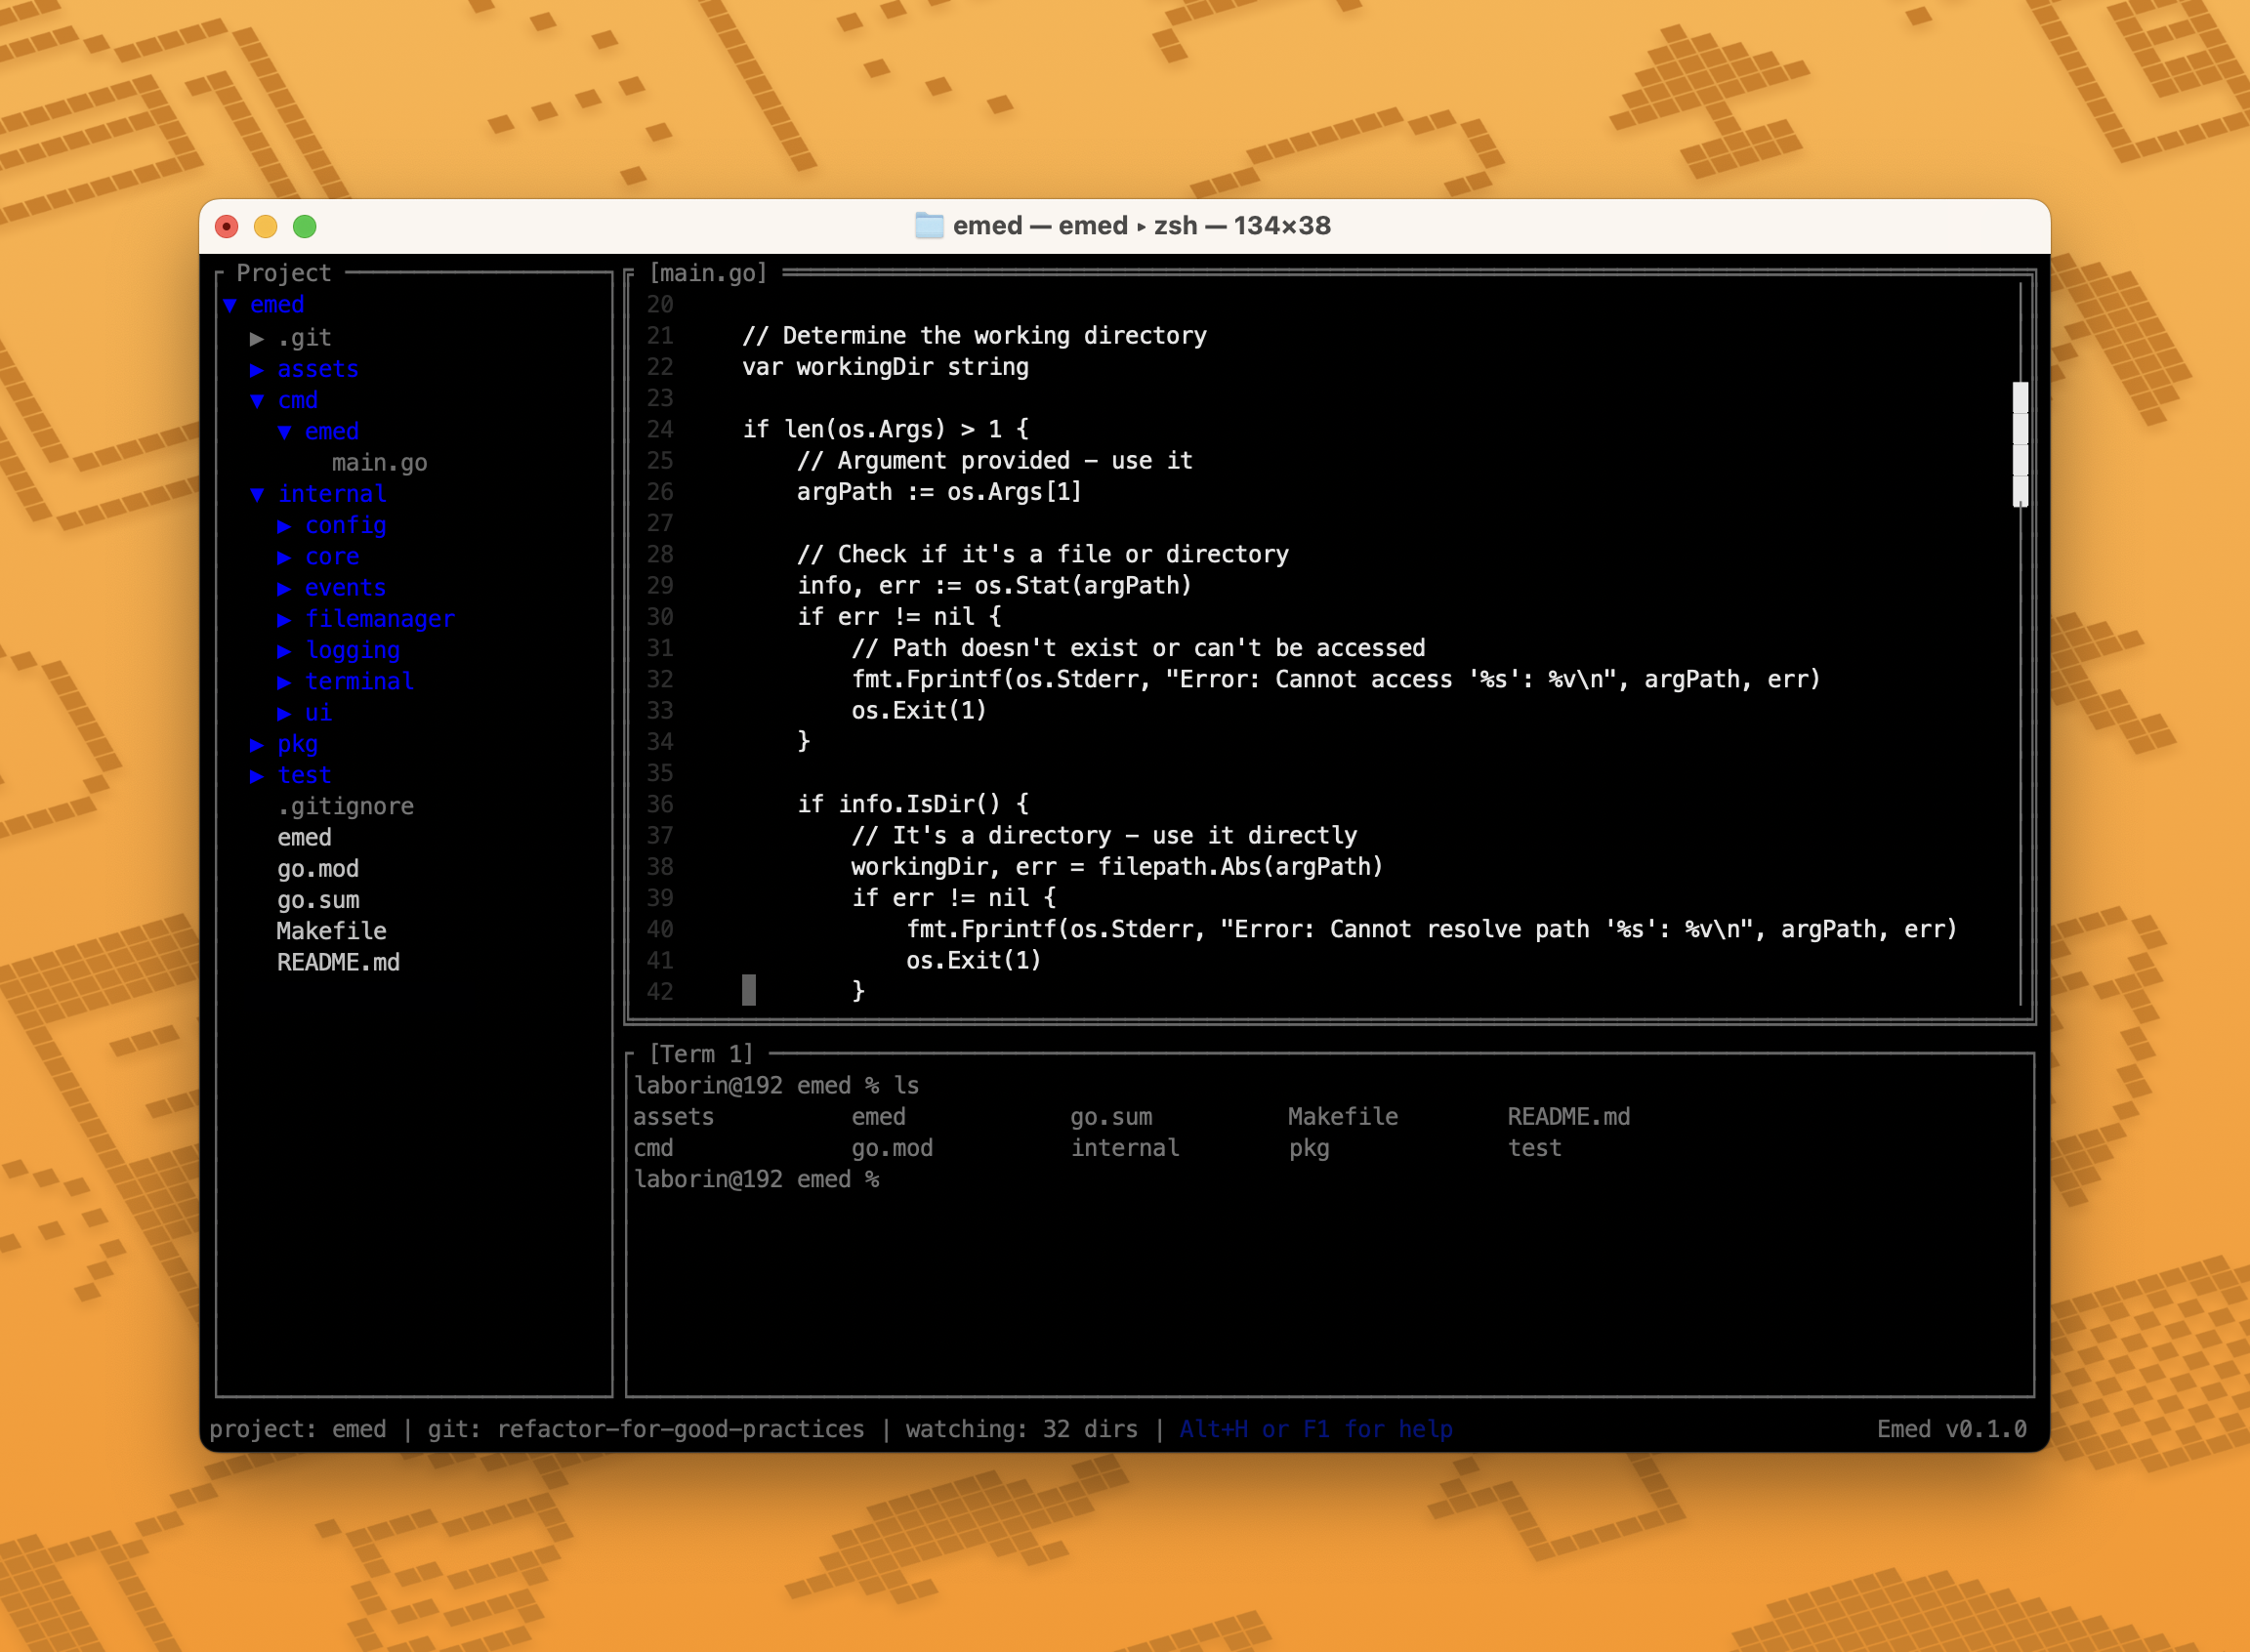 emed — emed ▸ zsh — 134×38
Project
▼ emed
▶ .git
▶ assets
▼ cmd
▼ emed
main.go
▼ internal
▶ config
▶ core
▶ events
▶ filemanager
▶ logging
▶ terminal
▶ ui
▶ pkg
▶ test
.gitignore
emed
go.mod
go.sum
Makefile
README.md
[main.go]
20
21     // Determine the working directory
22     var workingDir string
23
24     if len(os.Args) > 1 {
25         // Argument provided - use it
26         argPath := os.Args[1]
27
28         // Check if it's a file or directory
29         info, err := os.Stat(argPath)
30         if err != nil {
31             // Path doesn't exist or can't be accessed
32             fmt.Fprintf(os.Stderr, "Error: Cannot access '%s': %v\n", argPath, err)
33             os.Exit(1)
34         }
35
36         if info.IsDir() {
37             // It's a directory - use it directly
38             workingDir, err = filepath.Abs(argPath)
39             if err != nil {
40                 fmt.Fprintf(os.Stderr, "Error: Cannot resolve path '%s': %v\n", argPath, err)
41                 os.Exit(1)
42             }
[Term 1]
laborin@192 emed % ls
assets          emed            go.sum          Makefile        README.md
cmd             go.mod          internal        pkg             test
laborin@192 emed %
project: emed | git: refactor-for-good-practices | watching: 32 dirs | Alt+H or F1 for help          Emed v0.1.0